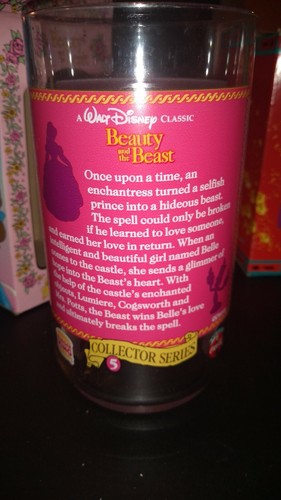 A Walt Disney CLASSIC
Beauty
and the Beast
Once upon a time, an
enchantress turned a selfish
prince into a hideous beast.
The spell could only be broken
if he learned to love someone,
and earned her love in return. When an
intelligent and beautiful girl named Belle
comes to the castle, she sends a glimmer of
hope into the Beast's heart. With
the help of the castle's enchanted
objects, Lumiere, Cogsworth and
Mrs. Potts, the Beast wins Belle's love
and ultimately breaks the spell.
COLLECTOR SERIES
5